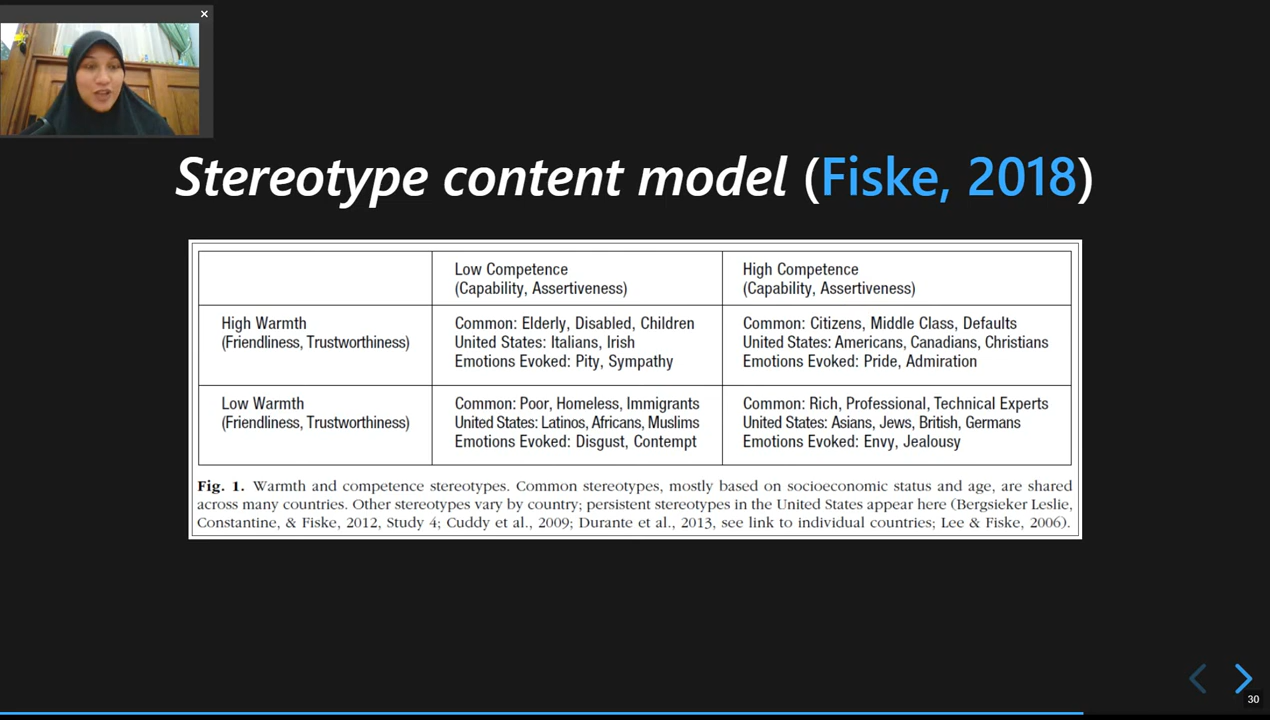 Stereotype content model (Fiske, 2018)
Low Competence
(Capability, Assertiveness)
High Competence
(Capability, Assertiveness)
High Warmth
(Friendliness, Trustworthiness)
Common: Elderly, Disabled, Children
United States: Italians, Irish
Emotions Evoked: Pity, Sympathy
Common: Citizens, Middle Class, Defaults
United States: Americans, Canadians, Christians
Emotions Evoked: Pride, Admiration
Low Warmth
(Friendliness, Trustworthiness)
Common: Poor, Homeless, Immigrants
United States: Latinos, Africans, Muslims
Emotions Evoked: Disgust, Contempt
Common: Rich, Professional, Technical Experts
United States: Asians, Jews, British, Germans
Emotions Evoked: Envy, Jealousy
Fig. 1. Warmth and competence stereotypes. Common stereotypes, mostly based on socioeconomic status and age, are shared
across many countries. Other stereotypes vary by country; persistent stereotypes in the United States appear here (Bergsieker Leslie,
Constantine, & Fiske, 2012, Study 4; Cuddy et al., 2009; Durante et al., 2013, see link to individual countries; Lee & Fiske, 2006).
30